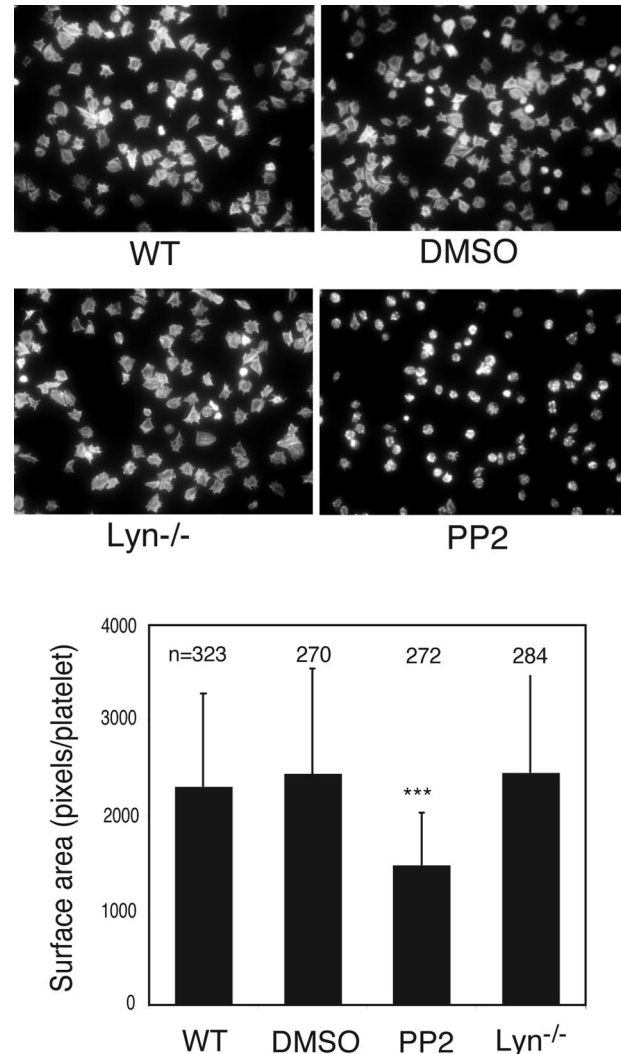 WT DMSO
Lyn-/- PP2
Surface area (pixels/platelet)
4000
3000
2000
1000
0
n=323 270 272 284
***
WT DMSO PP2 Lyn-/-